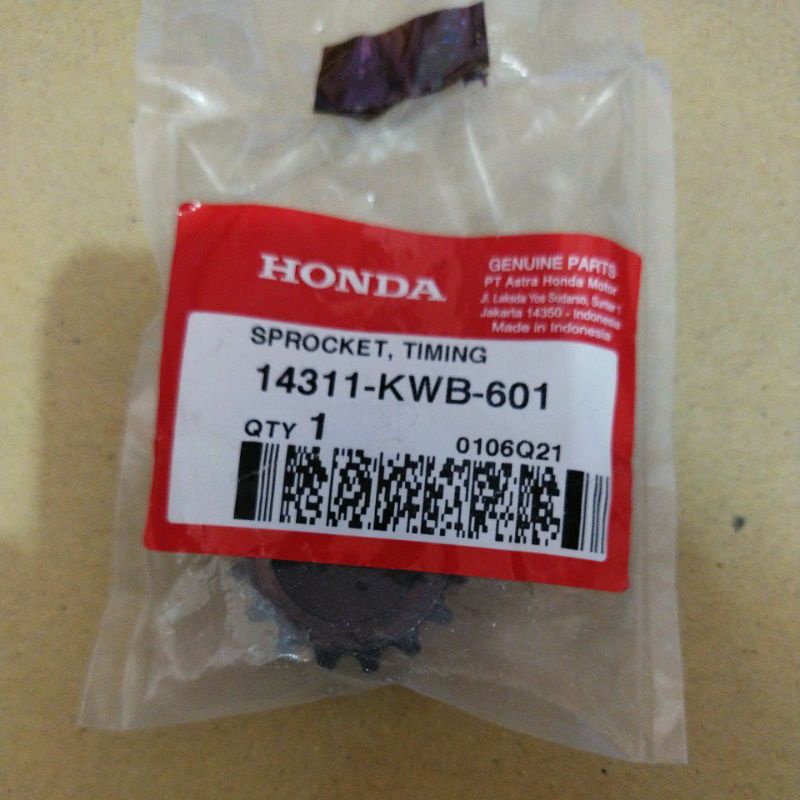 HONDA
GENUINE PARTS
PT Astra Honda Motor
Jl. Laksda Yos Sudarso, Sunter 1
Jakarta 14350 - Indonesia
Made in Indonesia
SPROCKET, TIMING
14311-KWB-601
QTY 1
0106Q21